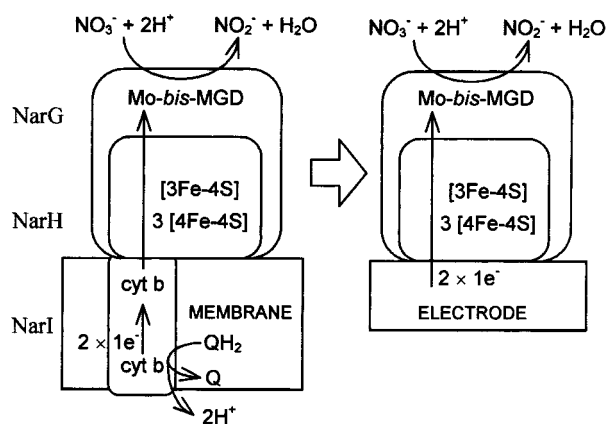 NO₃⁻ + 2H⁺ NO₂⁻ + H₂O
NarG
Mo-bis-MGD
[3Fe-4S]
NarH
3 [4Fe-4S]
cyt b
MEMBRANE
NarI
2 × 1e⁻
QH₂
cyt b
Q
2H⁺
NO₃⁻ + 2H⁺ NO₂⁻ + H₂O
Mo-bis-MGD
[3Fe-4S]
3 [4Fe-4S]
2 × 1e⁻
ELECTRODE